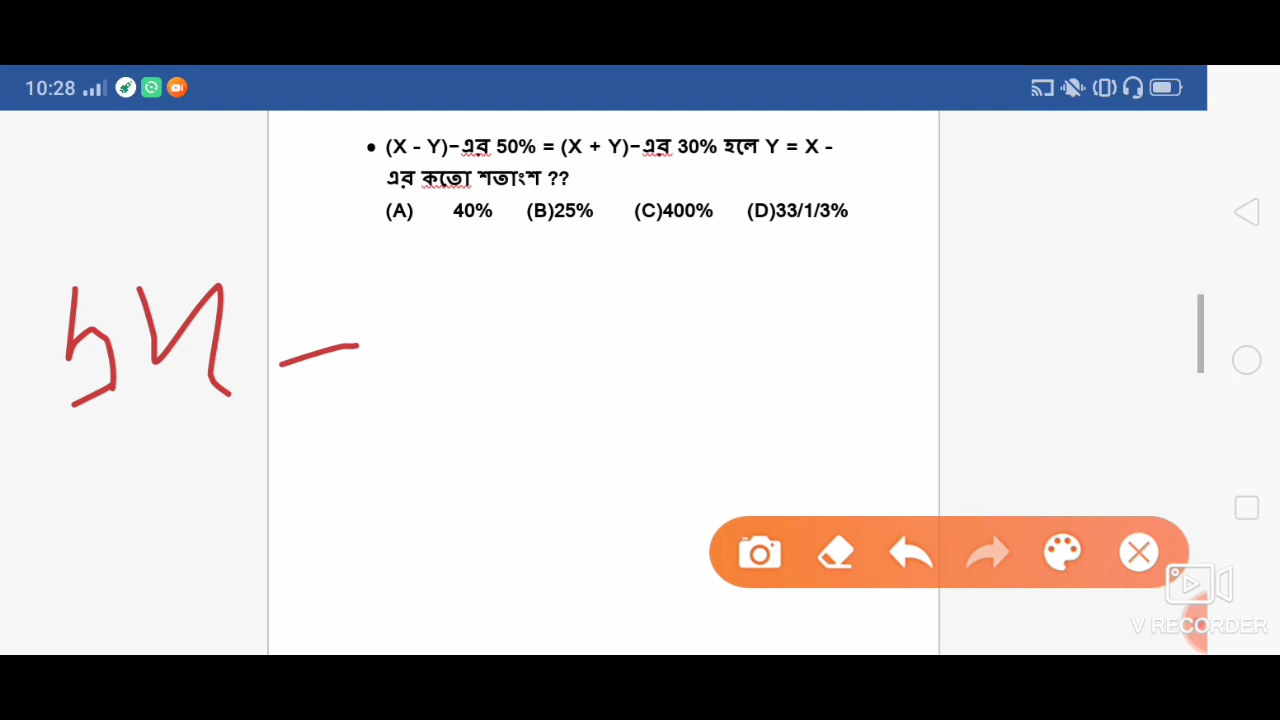 10:28
• (X - Y)-এর 50% = (X + Y)-এর 30% হলে Y = X -
এর কতো শতাংশ ??
(A) 40% (B)25% (C)400% (D)33/1/3%
V RECORDER